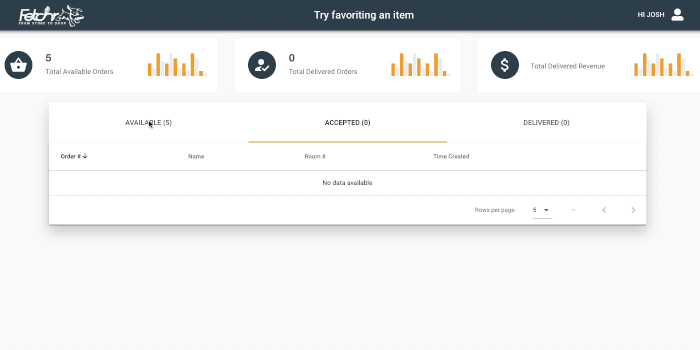 Fetchr
FROM STORE TO DOOR
Try favoriting an item
HI JOSH
5
Total Available Orders
0
Total Delivered Orders
Total Delivered Revenue
AVAILABLE (5)
ACCEPTED (0)
DELIVERED (0)
Order #
Name
Room #
Time Created
No data available
Rows per page:
5
-